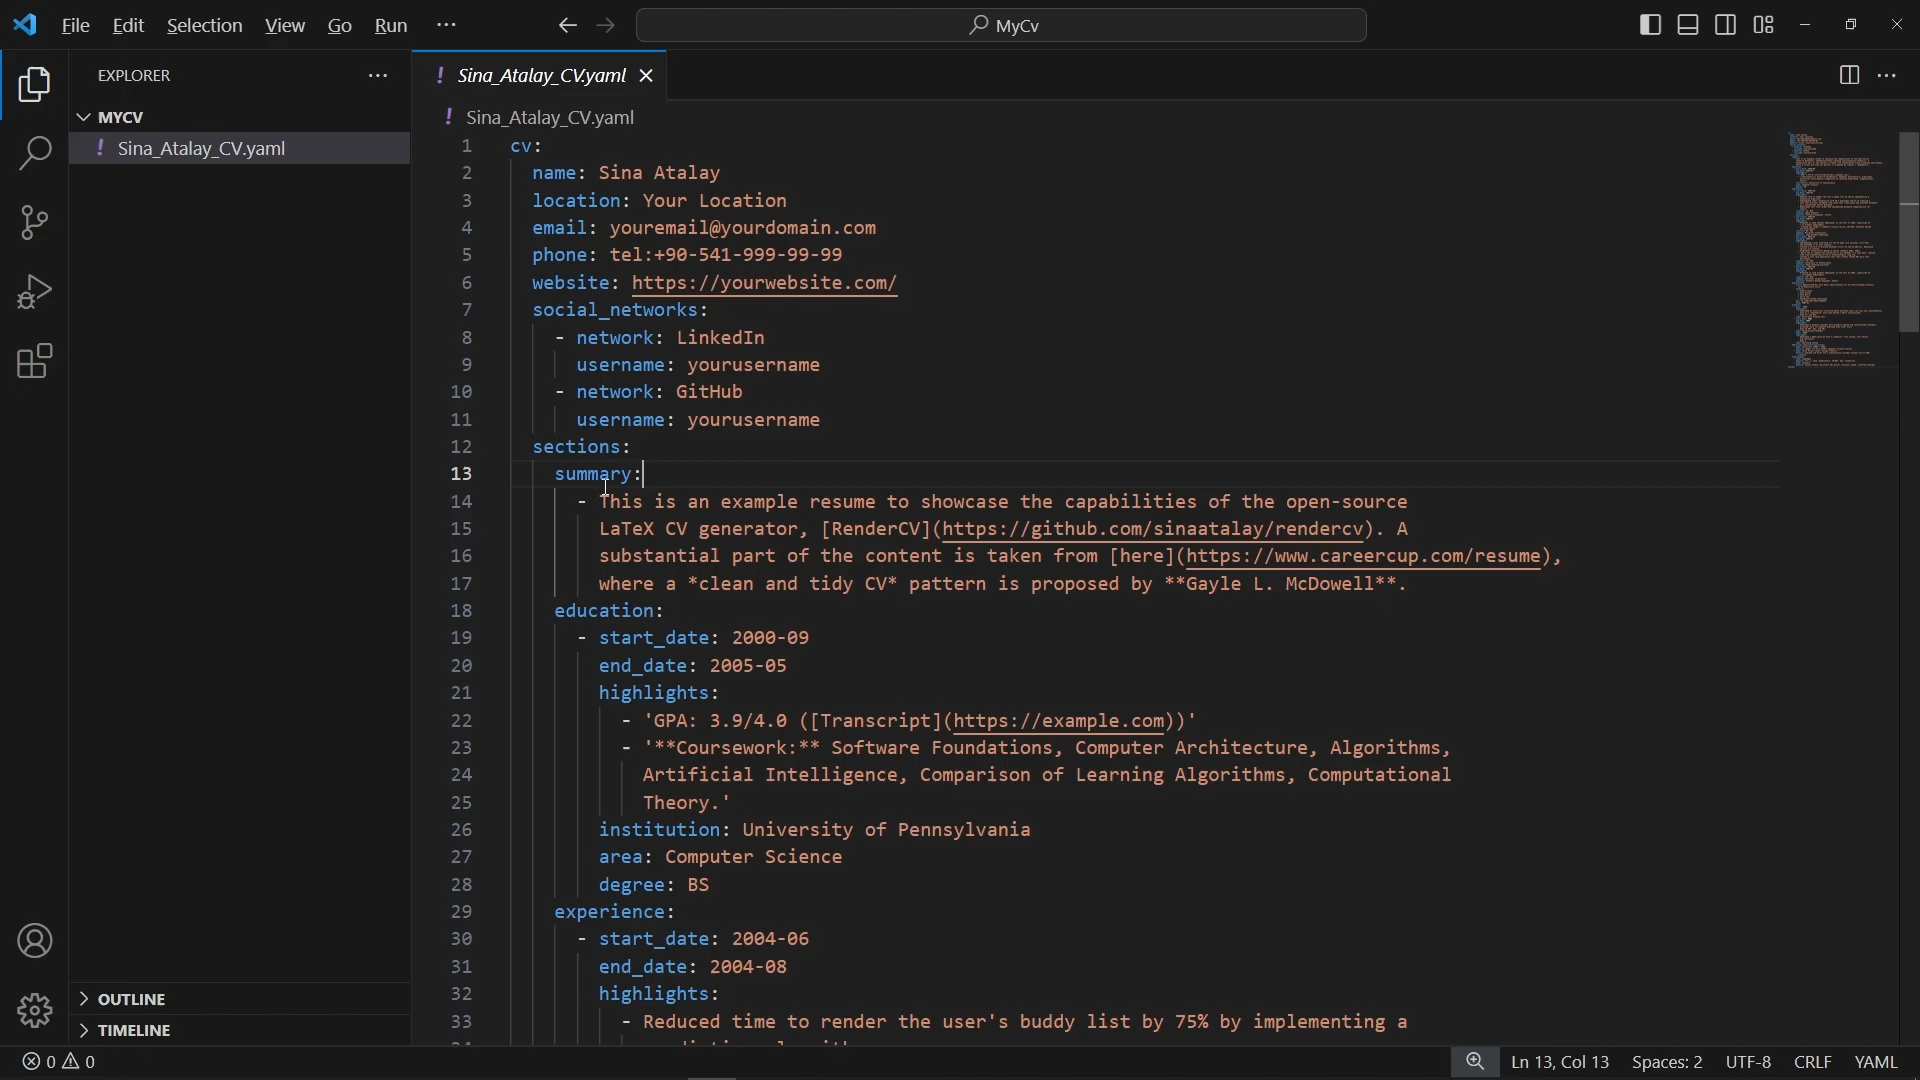 File Edit Selection View Go Run ··· MyCv
EXPLORER ···
MYCV
! Sina_Atalay_CV.yaml
OUTLINE
TIMELINE
! Sina_Atalay_CV.yaml
! Sina_Atalay_CV.yaml
1 cv:
2 name: Sina Atalay
3 location: Your Location
4 email: youremail@yourdomain.com
5 phone: tel:+90-541-999-99-99
6 website: https://yourwebsite.com/
7 social_networks:
8 - network: LinkedIn
9 username: yourusername
10 - network: GitHub
11 username: yourusername
12 sections:
13 summary:
14 - This is an example resume to showcase the capabilities of the open-source
15 LaTeX CV generator, [RenderCV](https://github.com/sinaatalay/rendercv). A
16 substantial part of the content is taken from [here](https://www.careercup.com/resume),
17 where a *clean and tidy CV* pattern is proposed by **Gayle L. McDowell**.
18 education:
19 - start_date: 2000-09
20 end_date: 2005-05
21 highlights:
22 - 'GPA: 3.9/4.0 ([Transcript](https://example.com))'
23 - '**Coursework:** Software Foundations, Computer Architecture, Algorithms,
24 Artificial Intelligence, Comparison of Learning Algorithms, Computational
25 Theory.'
26 institution: University of Pennsylvania
27 area: Computer Science
28 degree: BS
29 experience:
30 - start_date: 2004-06
31 end_date: 2004-08
32 highlights:
33 - Reduced time to render the user's buddy list by 75% by implementing a
0 0 Ln 13, Col 13 Spaces: 2 UTF-8 CRLF YAML